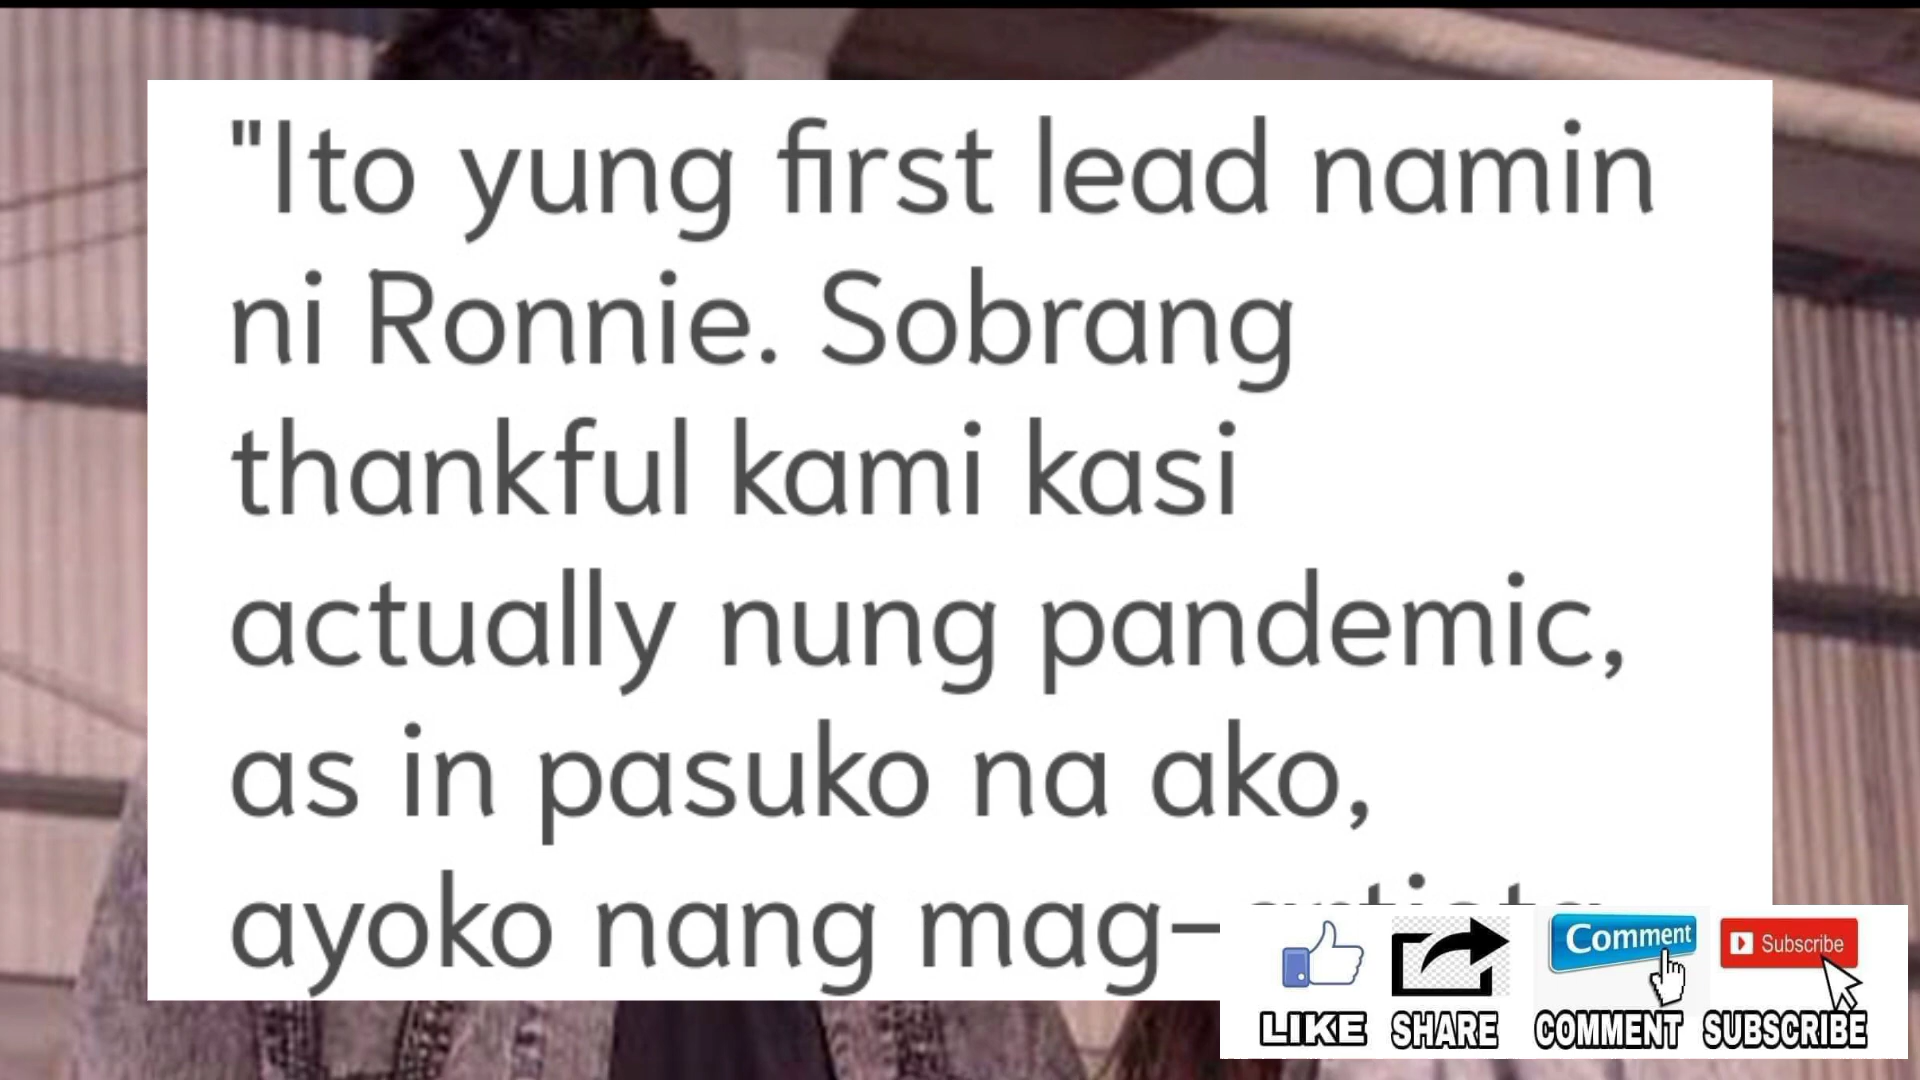 "Ito yung first lead namin
ni Ronnie. Sobrang
thankful kami kasi
actually nung pandemic,
as in pasuko na ako,
ayoko nang mag-
Comment
Subscribe
LIKE SHARE COMMENT SUBSCRIBE